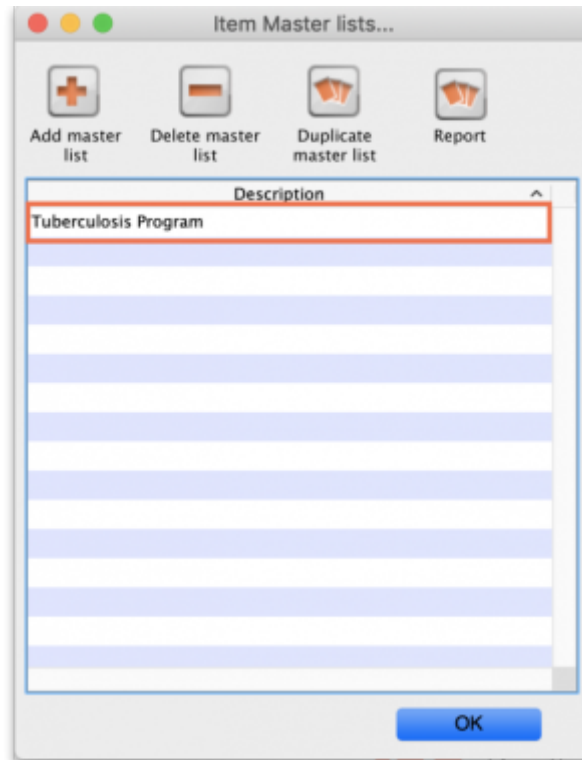 Item Master lists...
Add master list
Delete master list
Duplicate master list
Report
Description
Tuberculosis Program
OK